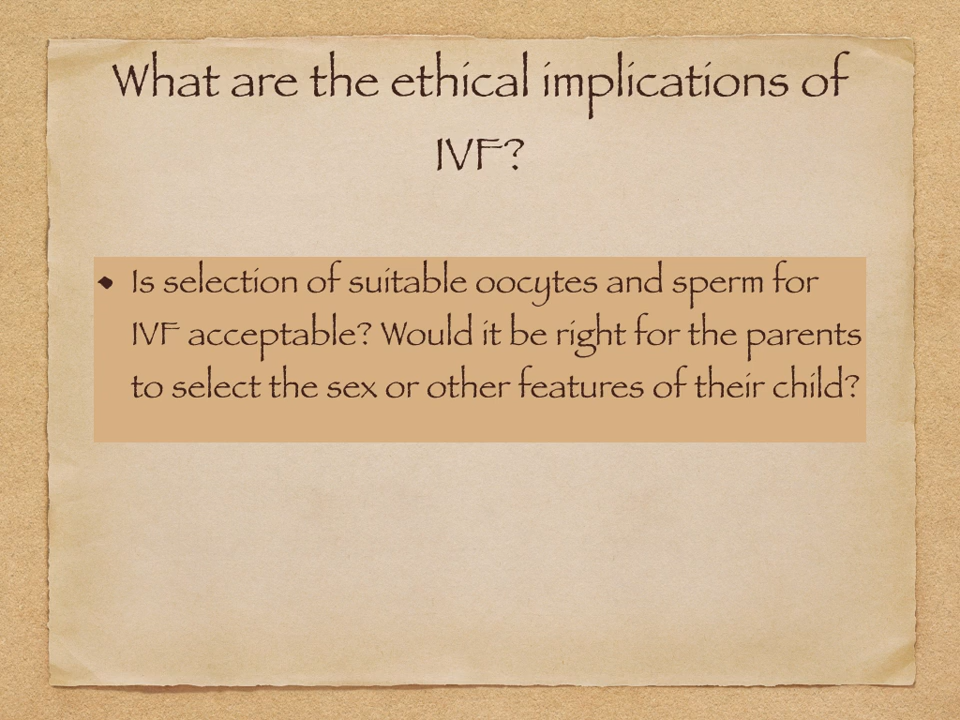 What are the ethical implications of
IVF?
• Is selection of suitable oocytes and sperm for
IVF acceptable? Would it be right for the parents
to select the sex or other features of their child?